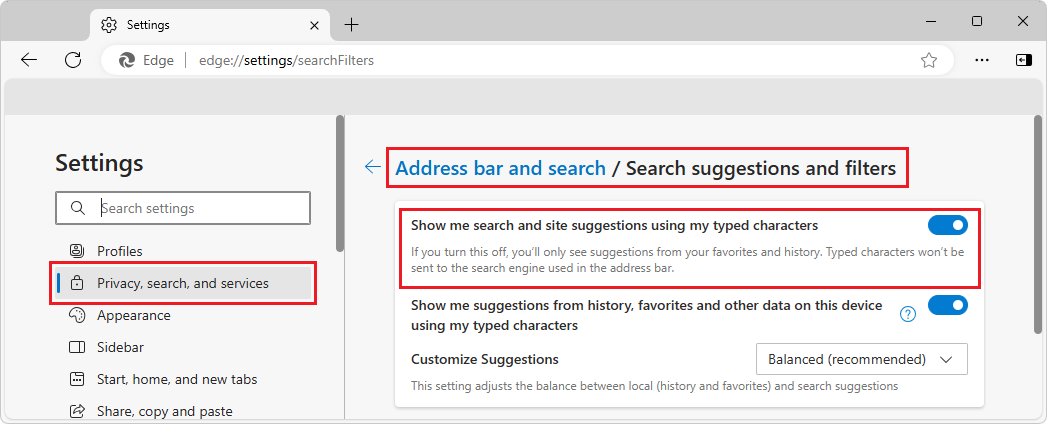 Settings
Edge
edge://settings/searchFilters
Settings
Search settings
Profiles
Privacy, search, and services
Appearance
Sidebar
Start, home, and new tabs
Share, copy and paste
Address bar and search / Search suggestions and filters
Show me search and site suggestions using my typed characters
If you turn this off, you’ll only see suggestions from your favorites and history. Typed characters won’t be
sent to the search engine used in the address bar.
Show me suggestions from history, favorites and other data on this device
using my typed characters
Customize Suggestions
Balanced (recommended)
This setting adjusts the balance between local (history and favorites) and search suggestions